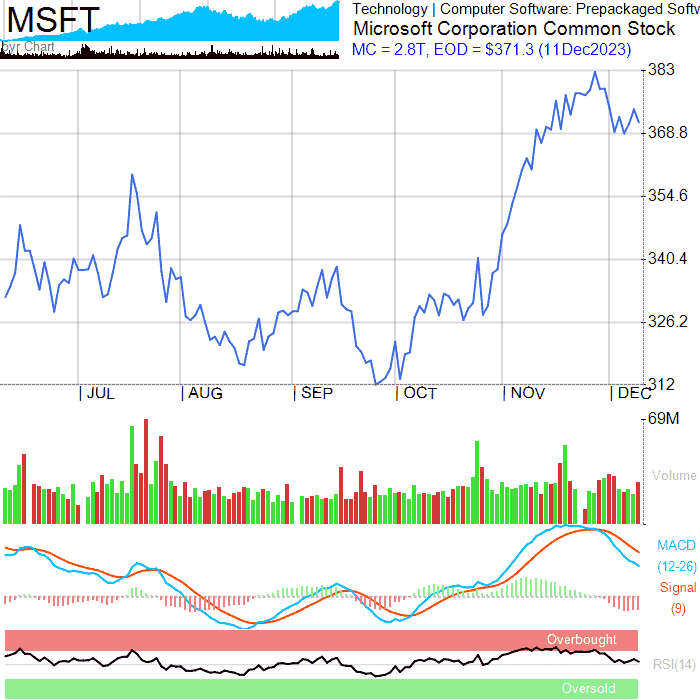 MSFT
Technology | Computer Software: Prepackaged Softw
Microsoft Corporation Common Stock
MC = 2.8T, EOD = $371.3 (11Dec2023)
Chart
383
368.8
354.6
340.4
326.2
312
| JUL | AUG | SEP | OCT | NOV | DEC
69M
Volume
MACD
(12-26)
Signal
(9)
Overbought
RSI(14)
Oversold